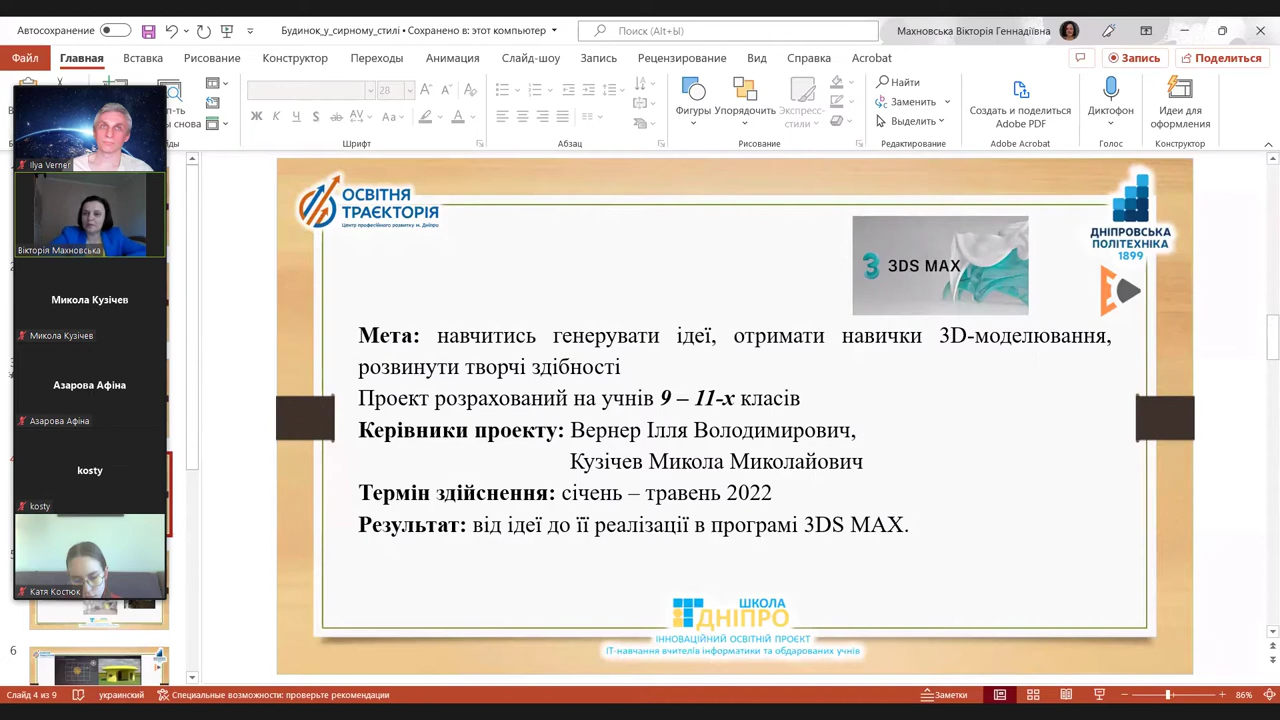 Автосохранение
Будинок_у_сирному_стилі • Сохранено в: этот компьютер
Поиск (Alt+Ы)
Махновська Вікторія Геннадіївна
Файл
Главная
Вставка
Рисование
Конструктор
Переходы
Анимация
Слайд-шоу
Запись
Рецензирование
Вид
Справка
Acrobat
Запись
Поделиться
28
Фигуры
Упорядочить
Экспресс-
стили
Найти
Заменить
Выделить
Создать и поделиться
Adobe PDF
Диктофон
Идеи для
оформления
Шрифт
Абзац
Рисование
Редактирование
Adobe Acrobat
Голос
Конструктор
Ilya Verner
Вікторія Махновська
Микола Кузічев
Микола Кузічев
Азарова Афіна
Азарова Афіна
kosty
kosty
Катя Костюк
6
ОСВІТНЯ
ТРАЄКТОРІЯ
Центр професійного розвитку м. Дніпро
3DS MAX
ДНІПРОВСЬКА
ПОЛІТЕХНІКА
1899
Мета: навчитись генерувати ідеї, отримати навички 3D-моделювання,
розвинути творчі здібності
Проект розрахований на учнів 9 – 11-х класів
Керівники проекту: Вернер Ілля Володимирович,
Кузічев Микола Миколайович
Термін здійснення: січень – травень 2022
Результат: від ідеї до її реалізації в програмі 3DS MAX.
ШКОЛА
ДНІПРО
ІННОВАЦІЙНИЙ ОСВІТНІЙ ПРОЄКТ
ІТ-навчання вчителів інформатики та обдарованих учнів
Слайд 4 из 9
украинский
Специальные возможности: проверьте рекомендации
Заметки
86%